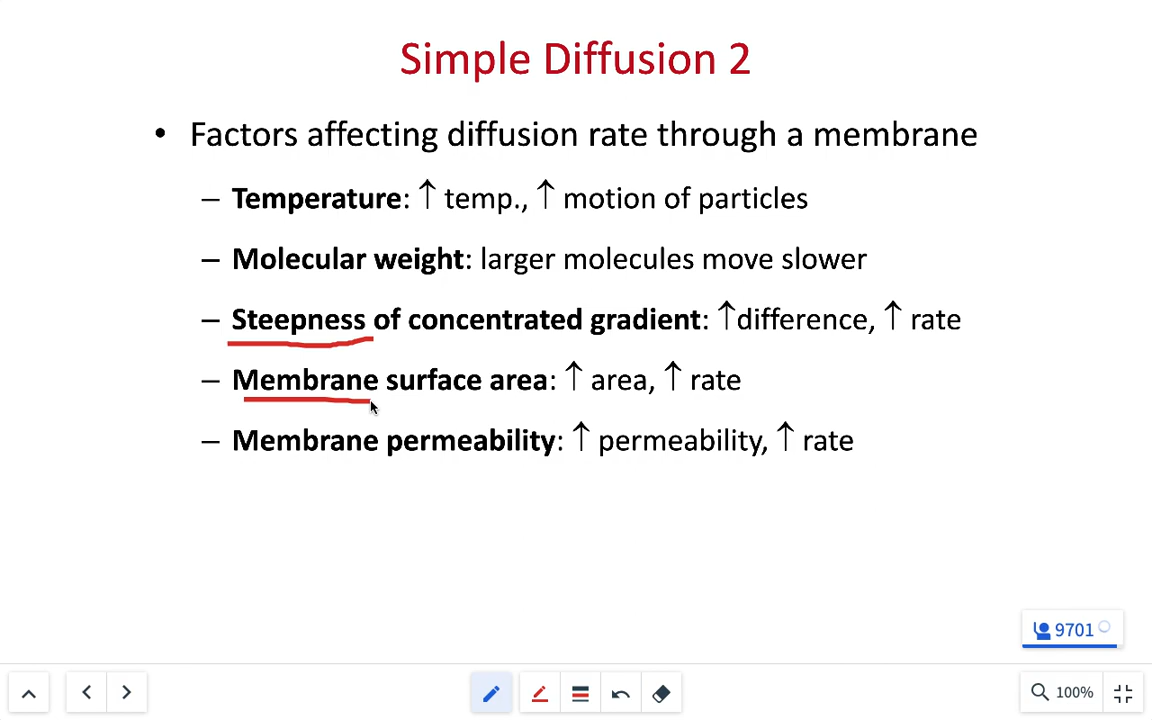 Simple Diffusion 2
• Factors affecting diffusion rate through a membrane
– Temperature: ↑ temp., ↑ motion of particles
– Molecular weight: larger molecules move slower
– Steepness of concentrated gradient: ↑difference, ↑ rate
– Membrane surface area: ↑ area, ↑ rate
– Membrane permeability: ↑ permeability, ↑ rate
9701
100%